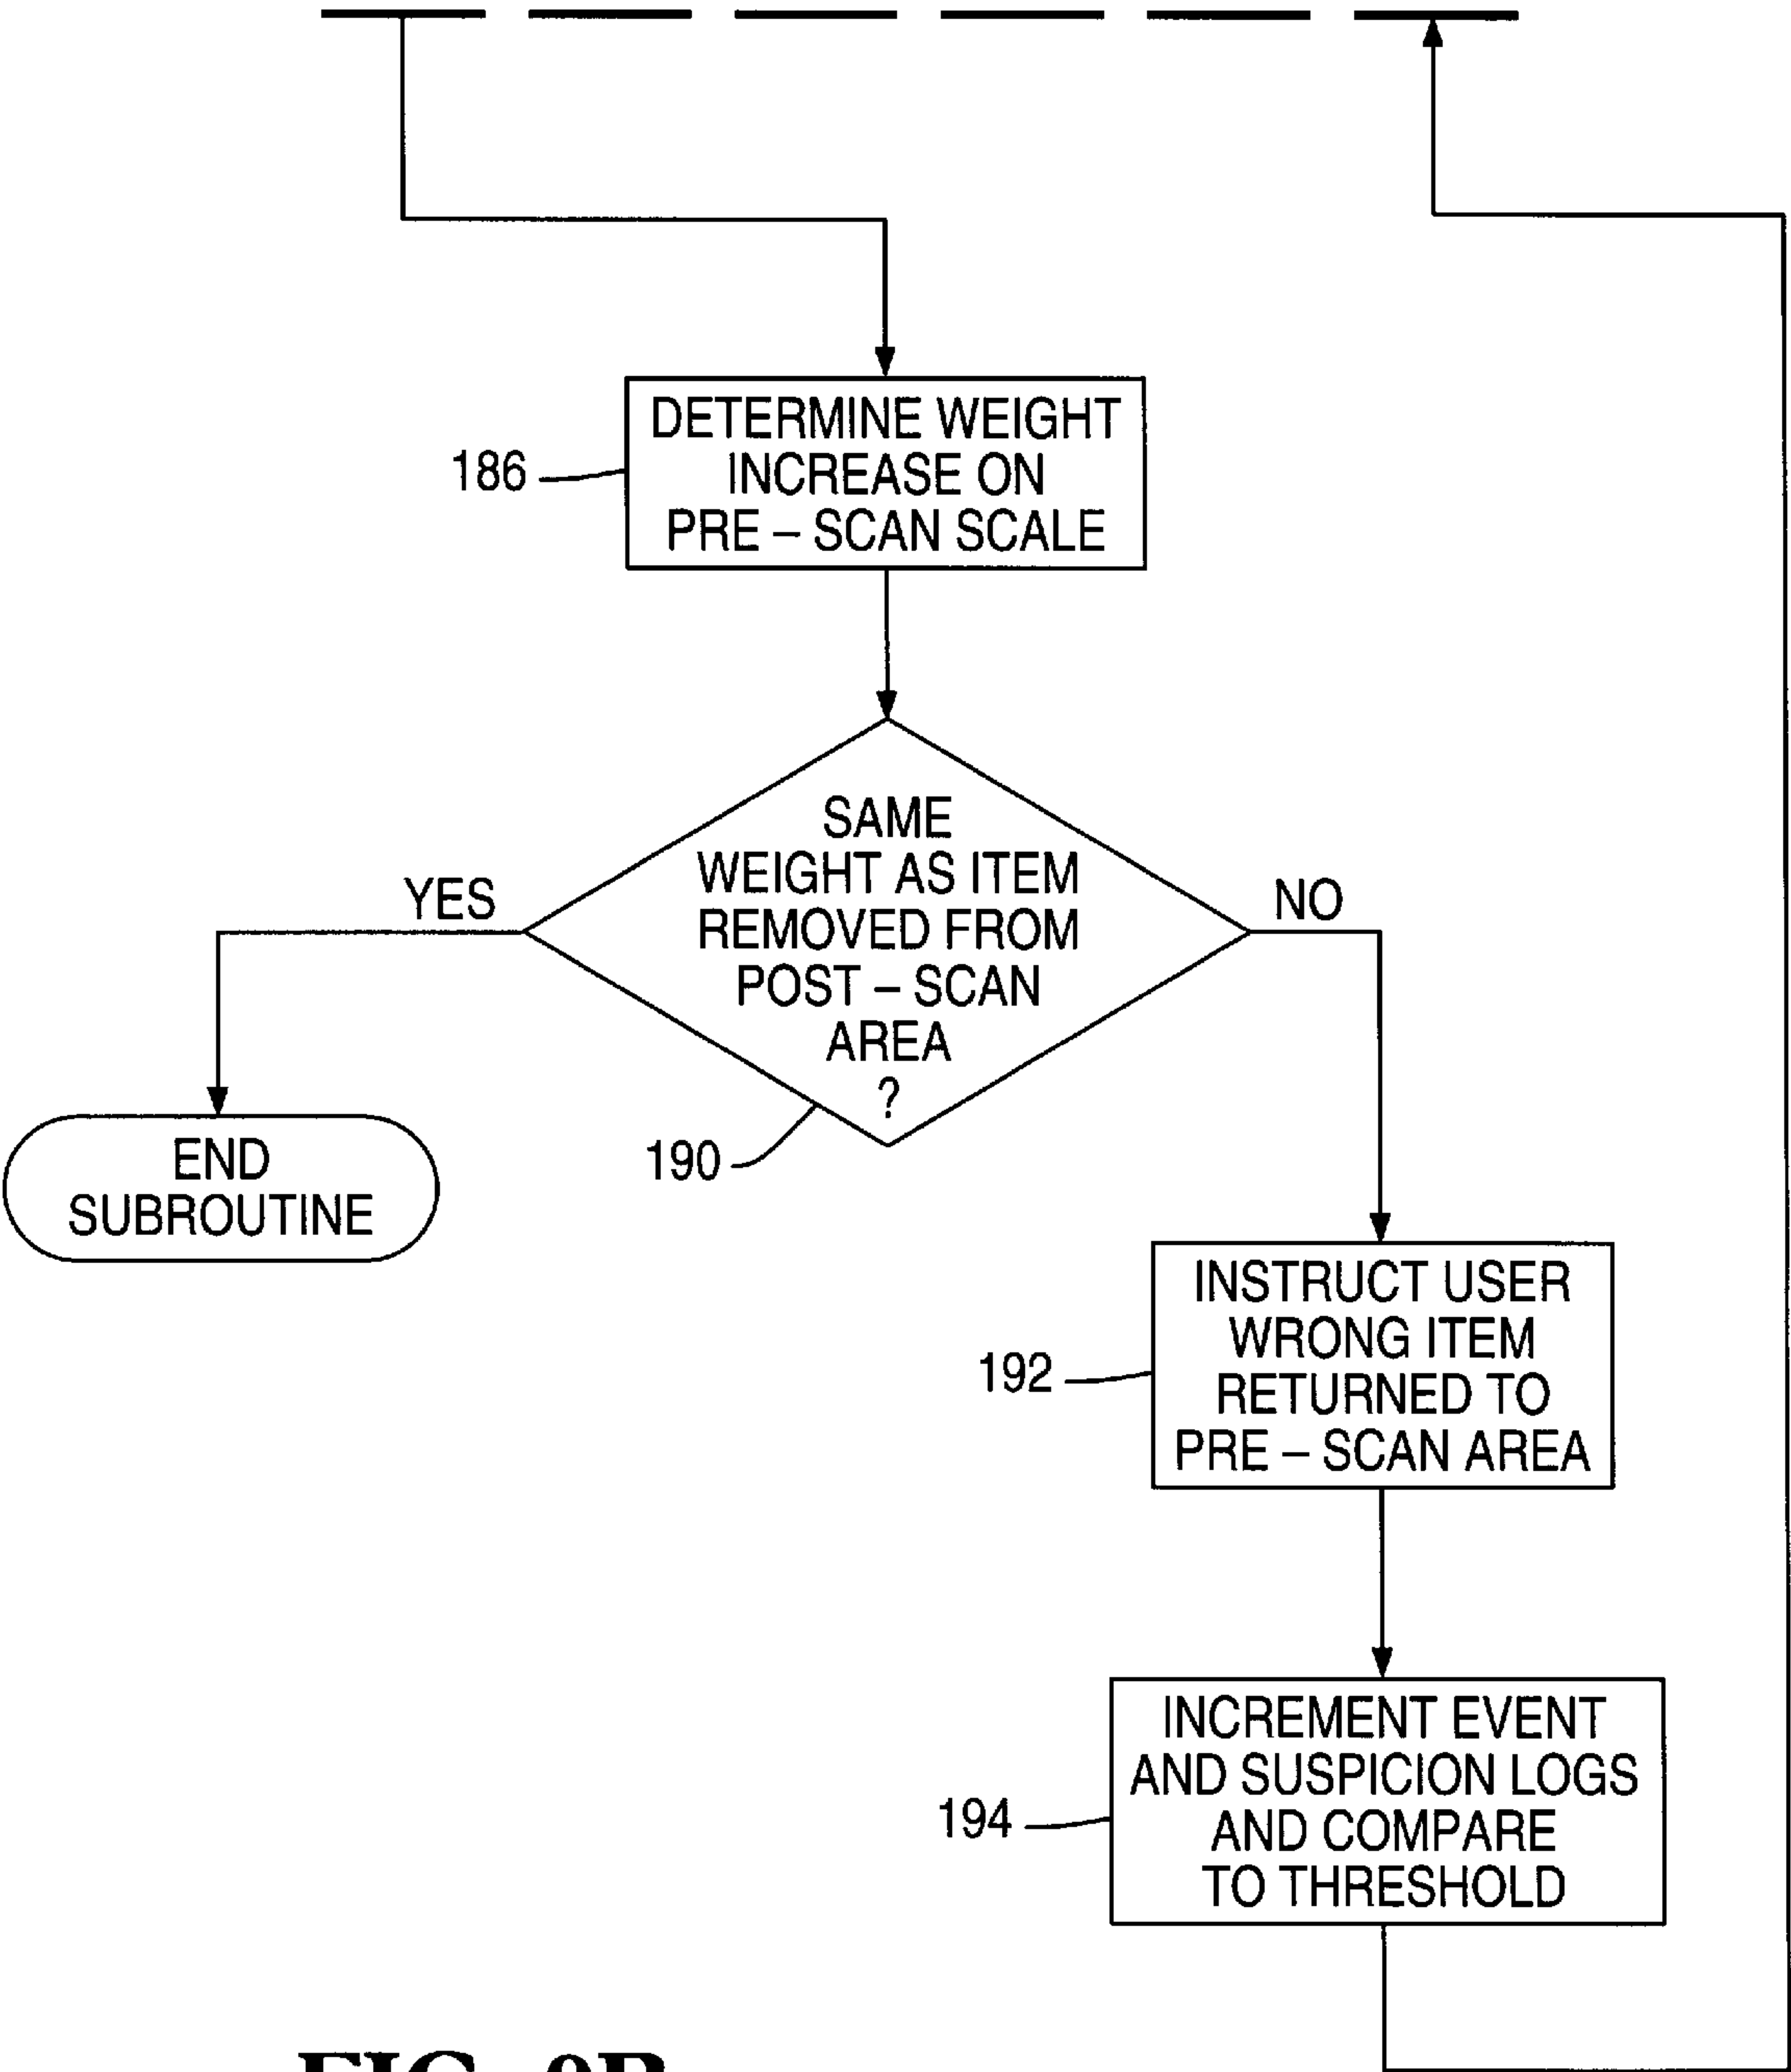 DETERMINE WEIGHT
INCREASE ON
PRE – SCAN SCALE
186
SAME
WEIGHT AS ITEM
REMOVED FROM
POST – SCAN
AREA
?
YES
NO
190
END
SUBROUTINE
INSTRUCT USER
WRONG ITEM
RETURNED TO
PRE – SCAN AREA
192
INCREMENT EVENT
AND SUSPICION LOGS
AND COMPARE
TO THRESHOLD
194